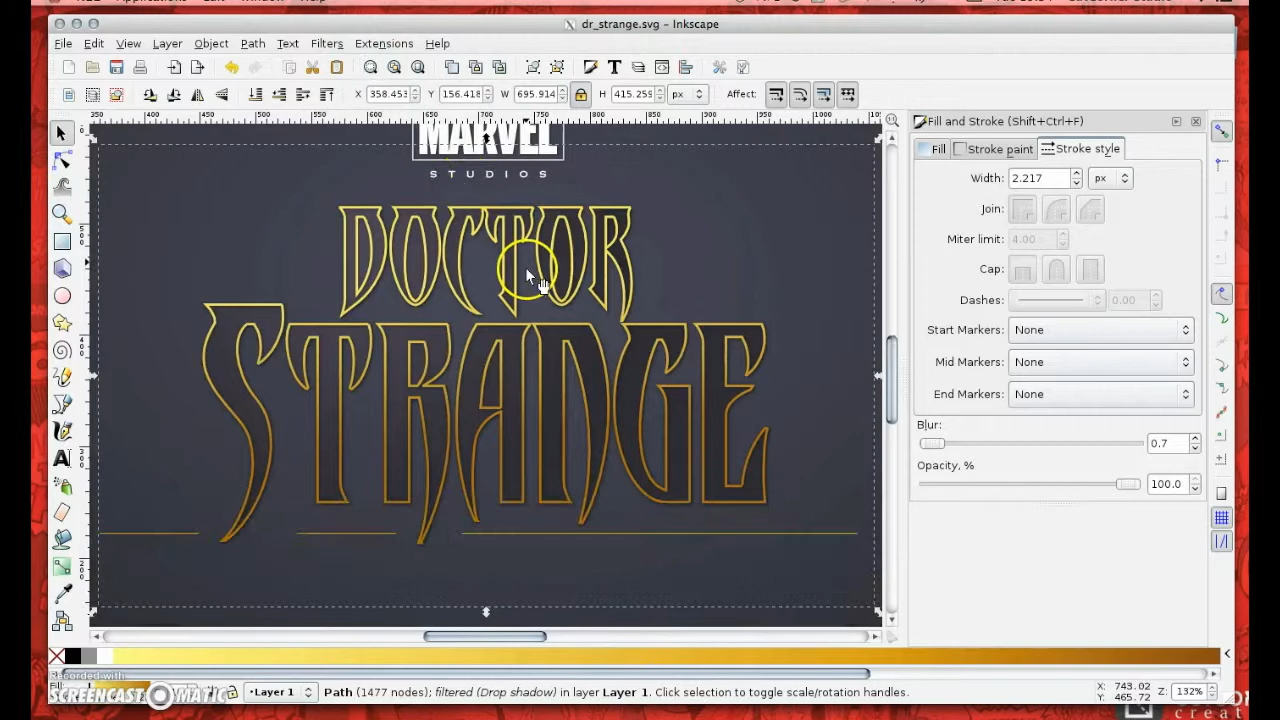 dr_strange.svg - Inkscape
File Edit View Layer Object Path Text Filters Extensions Help
X 358.453 Y 156.418 W 695.914 H 415.259 px Affect:
Fill and Stroke (Shift+Ctrl+F)
Fill Stroke paint Stroke style
Width: 2.217 px
Join:
Miter limit: 4.00
Cap:
Dashes: 0.00
Start Markers: None
Mid Markers: None
End Markers: None
Blur:
0.7
Opacity, %
100.0
MARVEL
STUDIOS
DOCTOR
STRANGE
Recorded with
SCREENCAST MATIC
Layer 1 Path (1477 nodes); filtered (Drop shadow) in layer Layer 1. Click selection to toggle scale/rotation handles.
X: 743.02
Y: 465.72
Z: 132%
creat